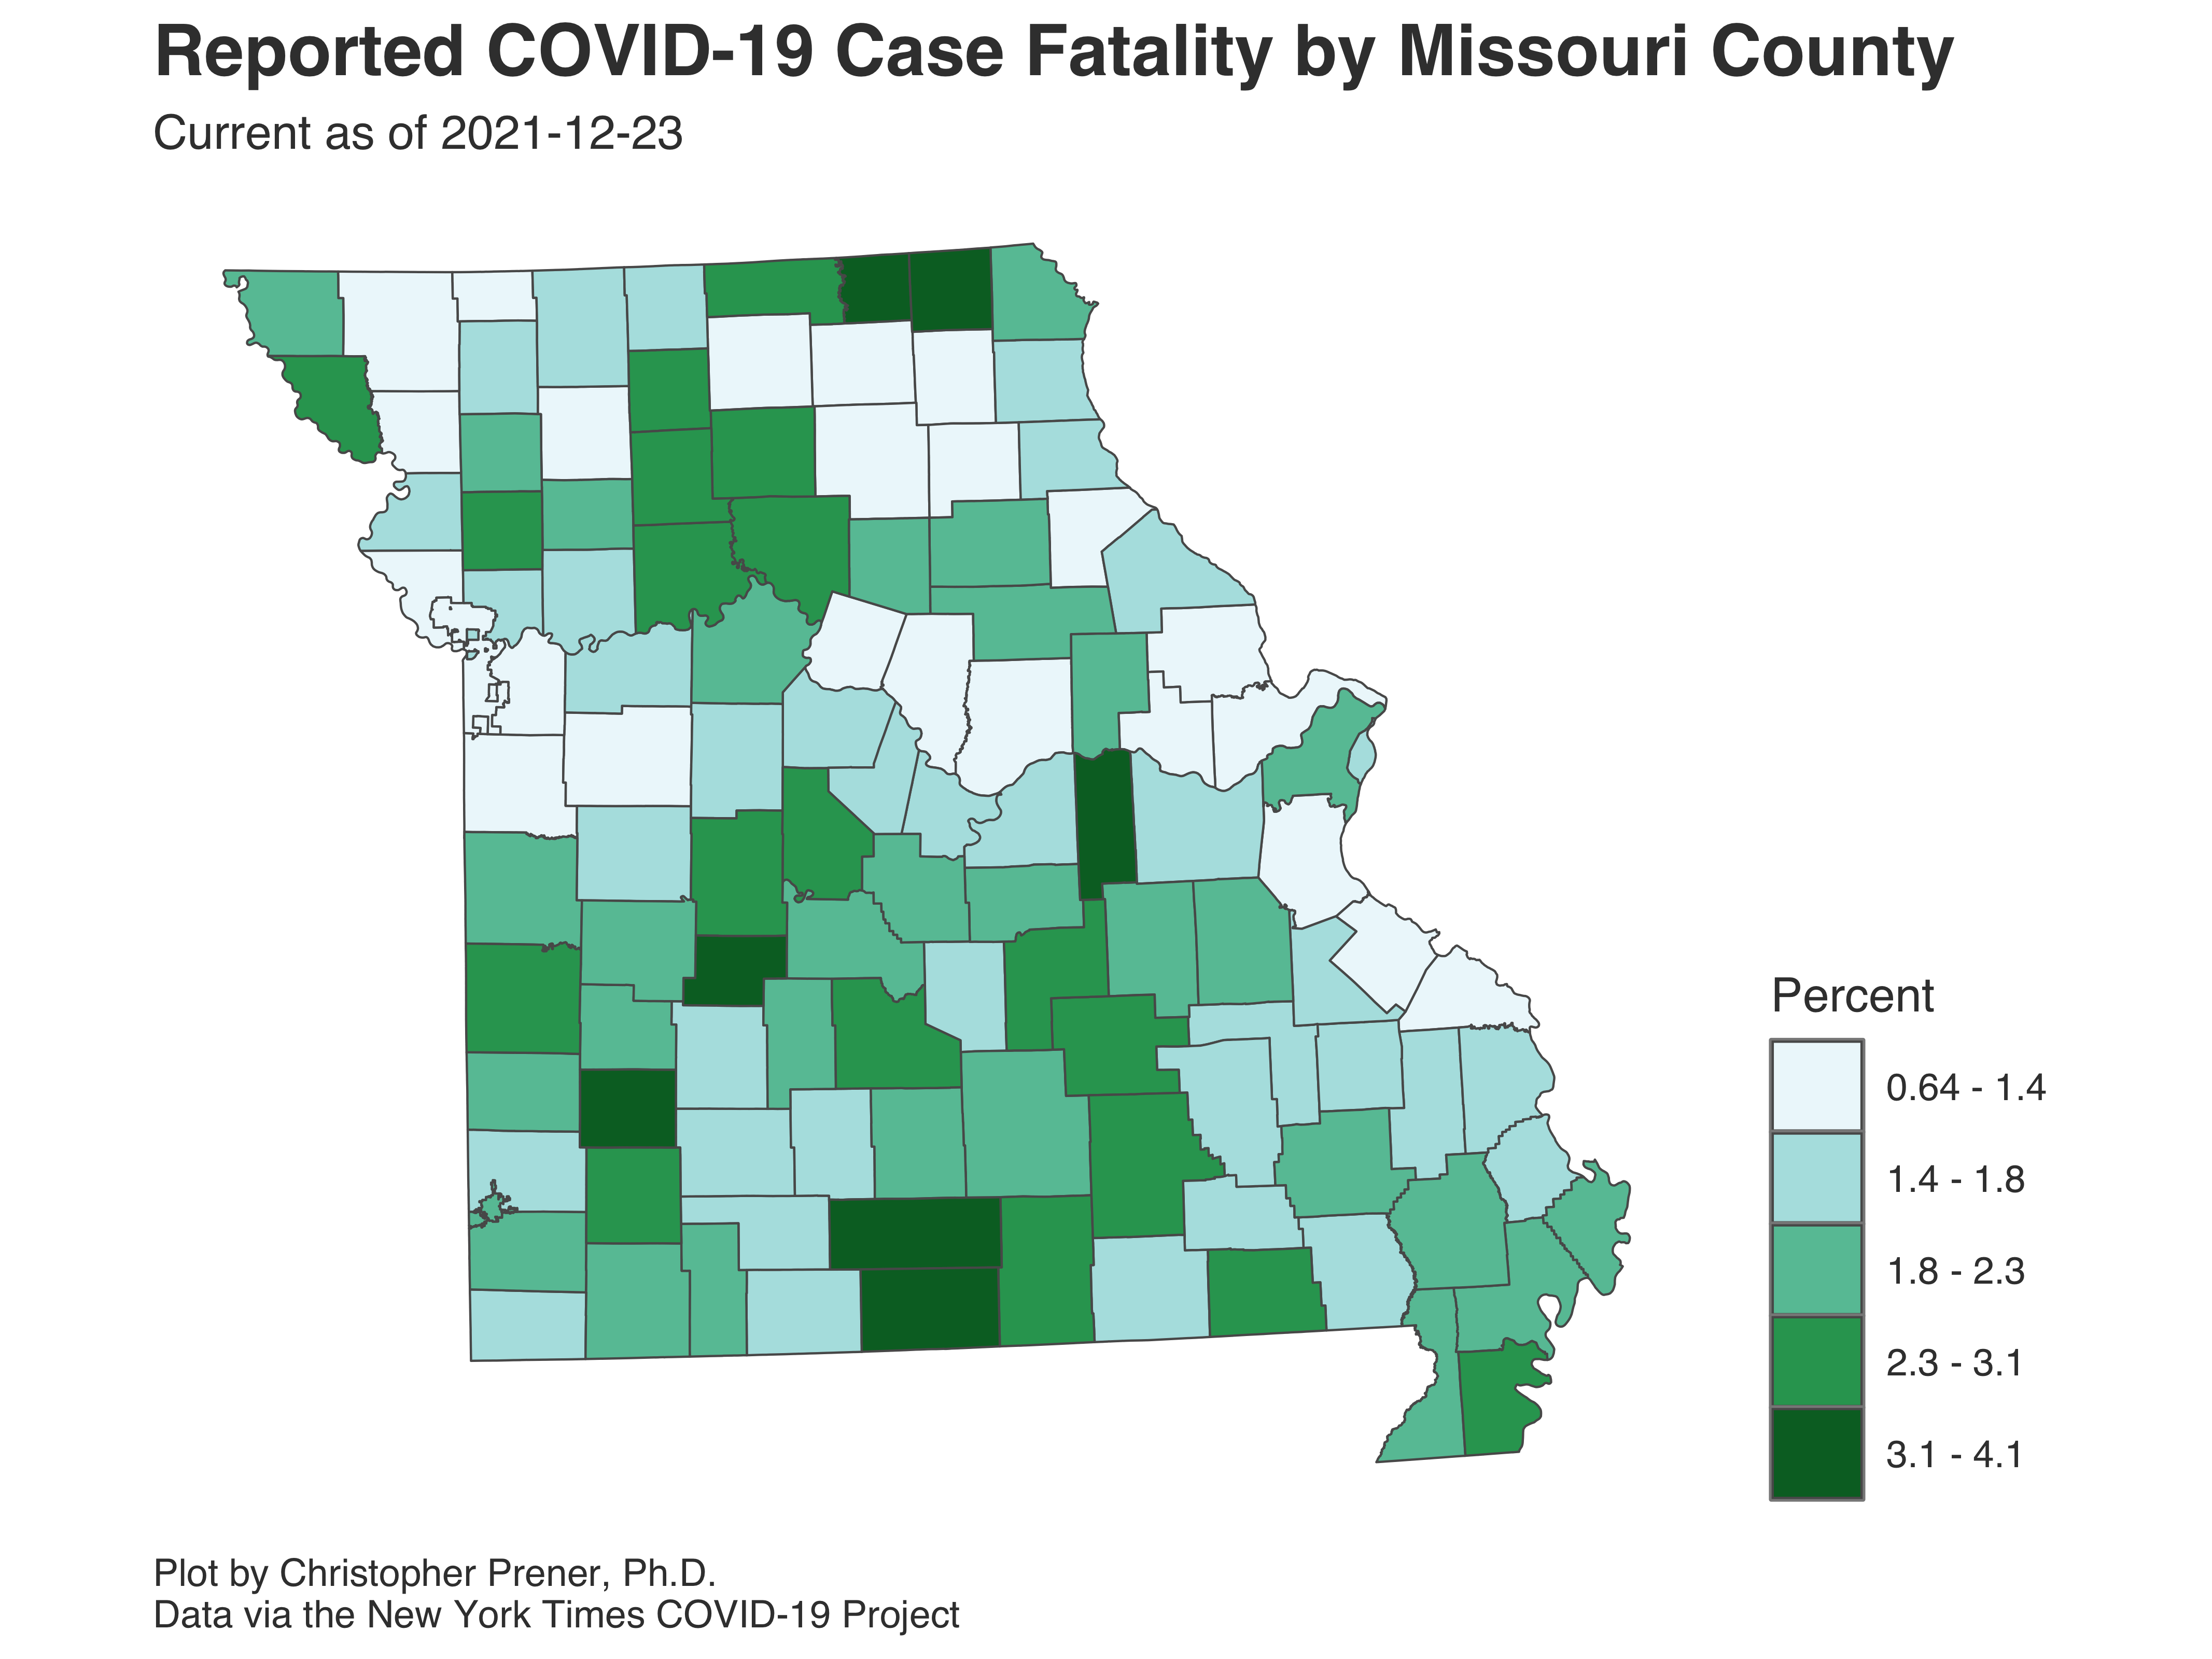 Reported COVID-19 Case Fatality by Missouri County
Current as of 2021-12-23
Percent
0.64 - 1.4
1.4 - 1.8
1.8 - 2.3
2.3 - 3.1
3.1 - 4.1
Plot by Christopher Prener, Ph.D.
Data via the New York Times COVID-19 Project